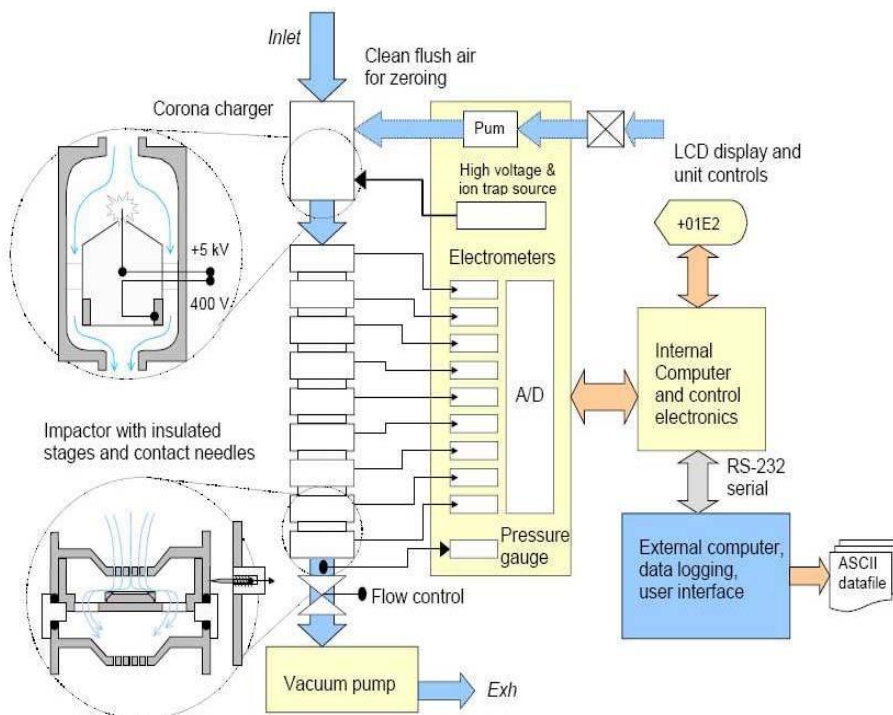 Inlet
Clean flush air
for zeroing
Corona charger
Pum
LCD display and
unit controls
High voltage &
ion trap source
+01E2
+5 kV
400 V
Electrometers
A/D
Internal
Computer
and control
electronics
Impactor with insulated
stages and contact needles
RS-232
serial
Pressure
gauge
External computer,
data logging,
user interface
ASCII
datafile
Flow control
Vacuum pump
Exh